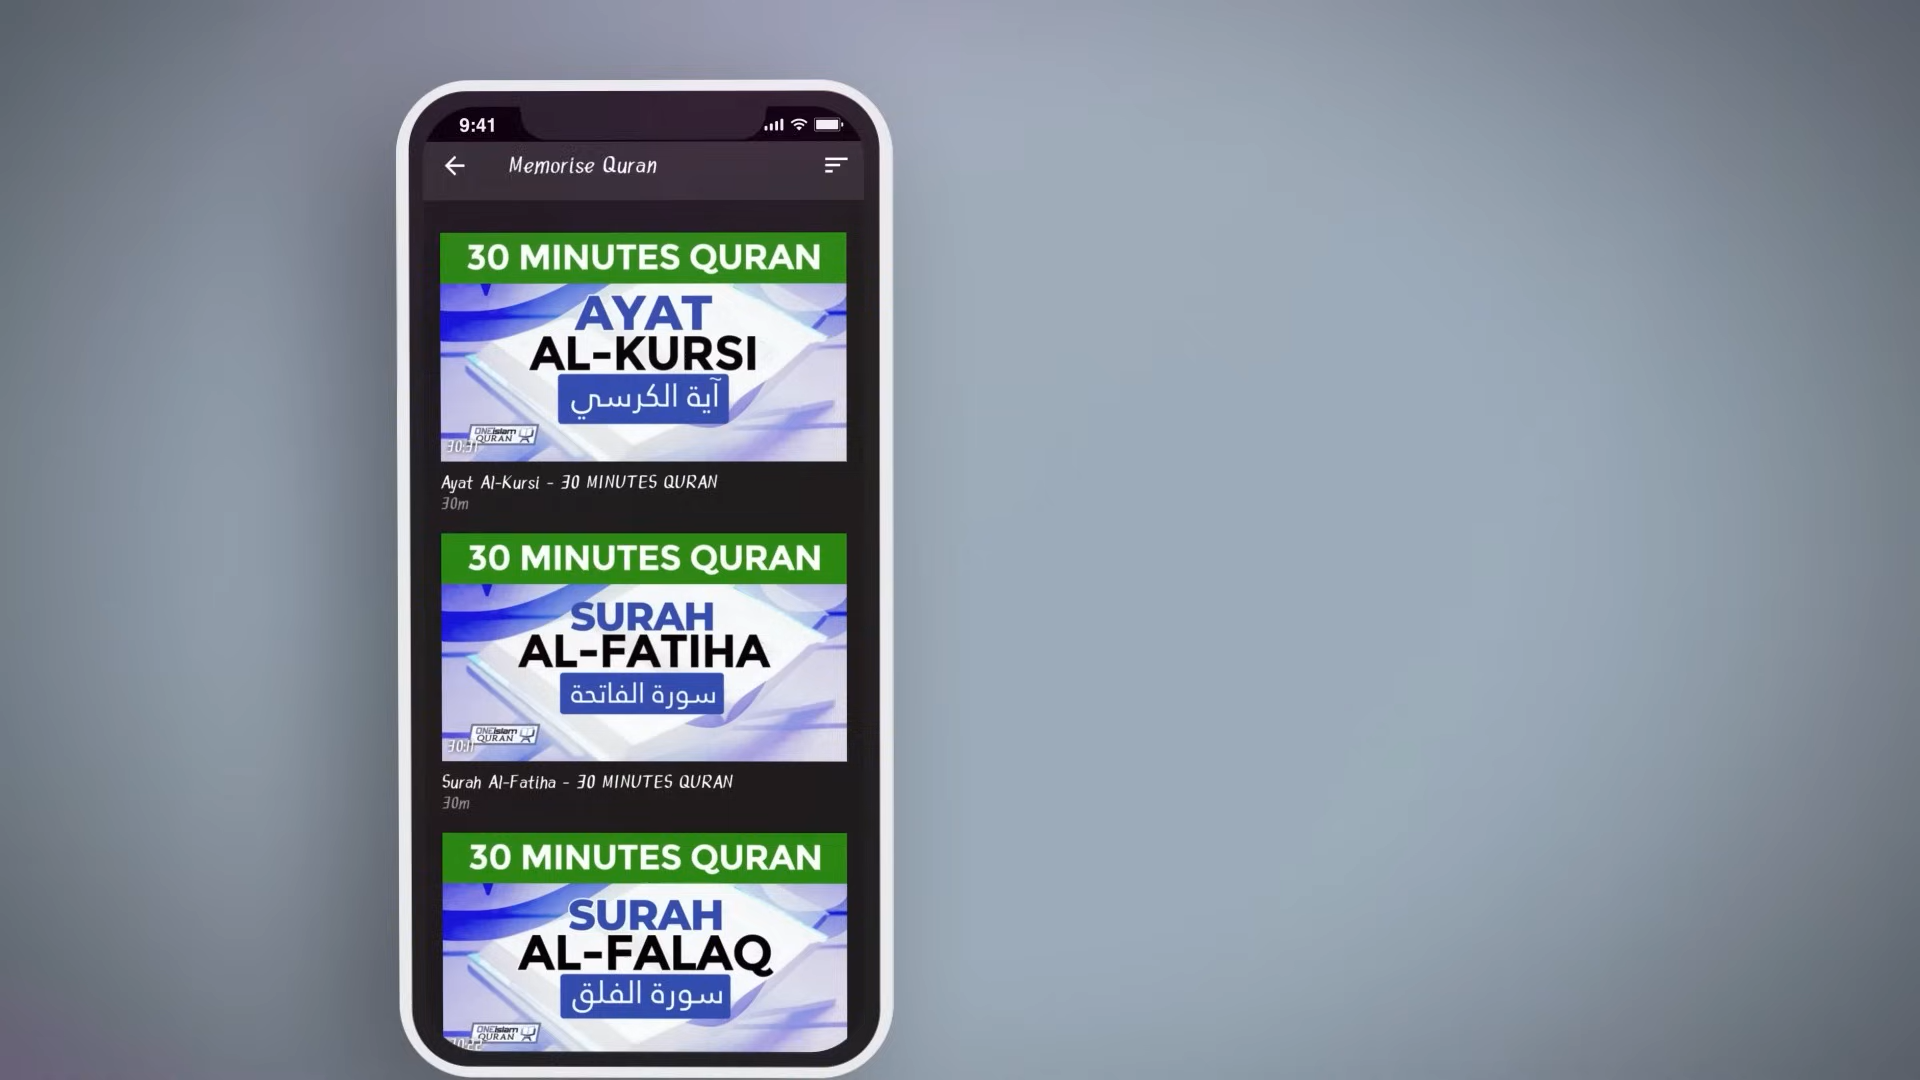 9:41
Memorise Quran
30 MINUTES QURAN
AYAT
AL-KURSI
آية الكرسي
ONEislam
QURAN
30:31
Ayat Al-Kursi - 30 MINUTES QURAN
30m
30 MINUTES QURAN
SURAH
AL-FATIHA
سورة الفاتحة
ONEislam
QURAN
30:11
Surah Al-Fatiha - 30 MINUTES QURAN
30m
30 MINUTES QURAN
SURAH
AL-FALAQ
سورة الفلق
ONEislam
QURAN